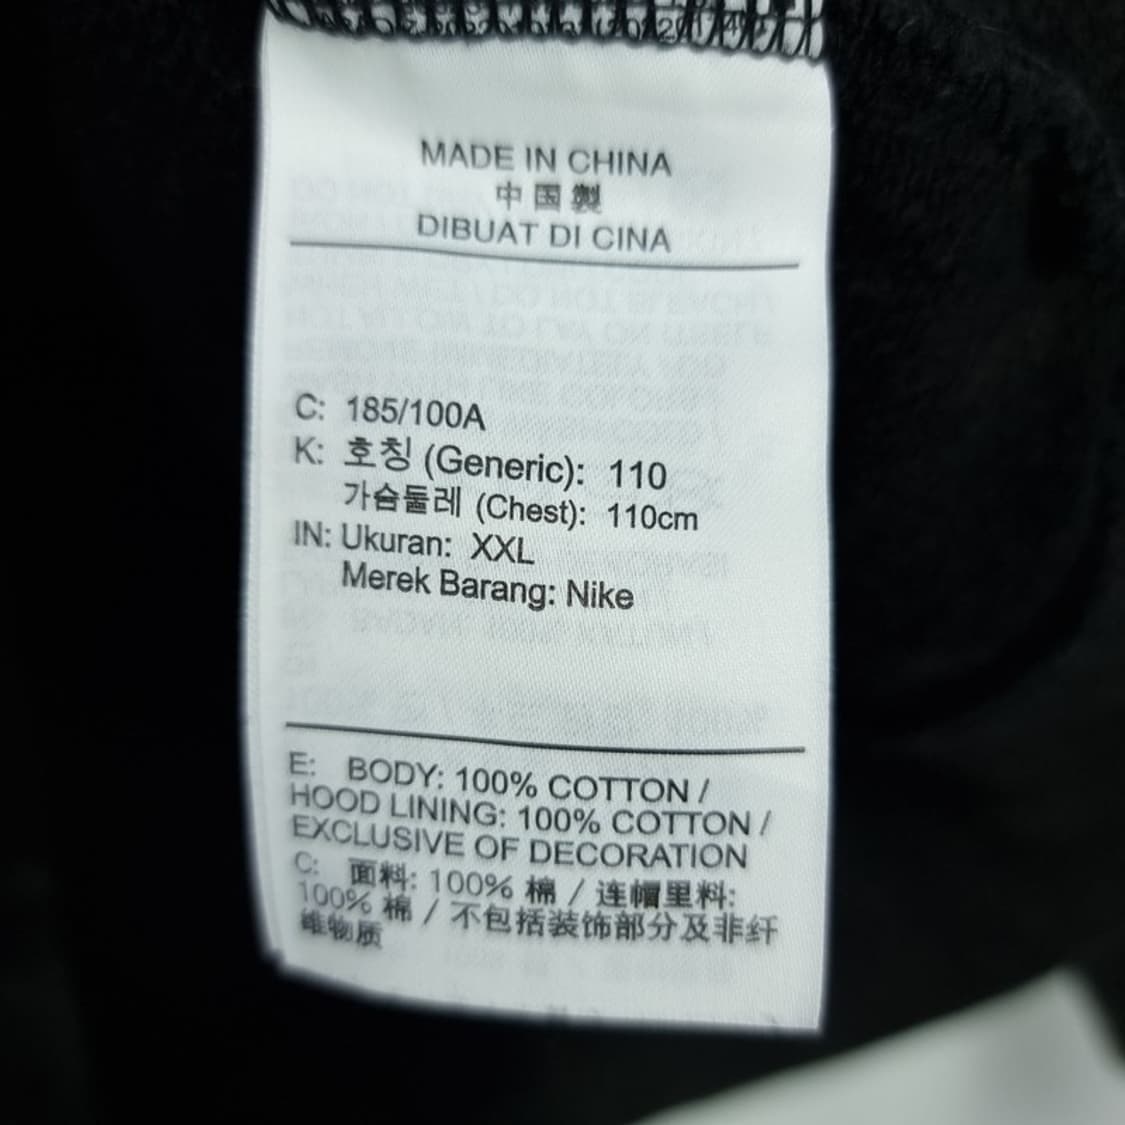 MADE IN CHINA
中国製
DIBUAT DI CINA
C: 185/100A
K: 호칭 (Generic): 110
가슴둘레 (Chest): 110cm
IN: Ukuran: XXL
Merek Barang: Nike
E: BODY: 100% COTTON /
HOOD LINING: 100% COTTON /
EXCLUSIVE OF DECORATION
C: 面料: 100% 棉 / 连帽里料:
100% 棉 / 不包括装饰部分及非纤
维物质